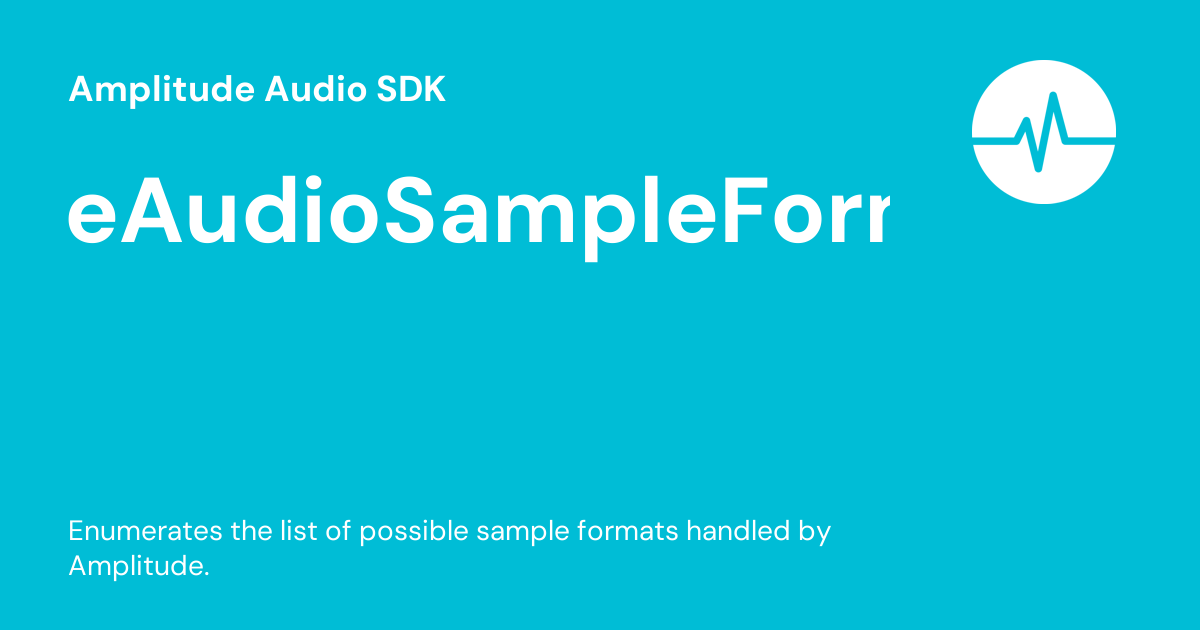 Amplitude Audio SDK
eAudioSampleForr
Enumerates the list of possible sample formats handled by
Amplitude.